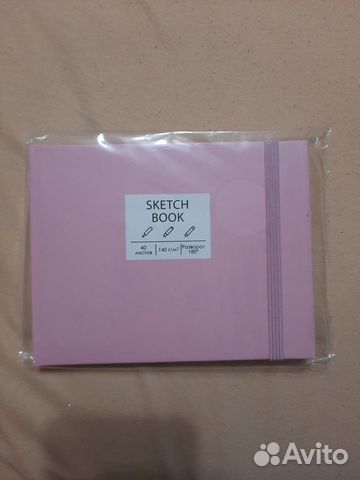 SKETCH
BOOK
40 листов
140 г/м²
Разворот 180°
Avito